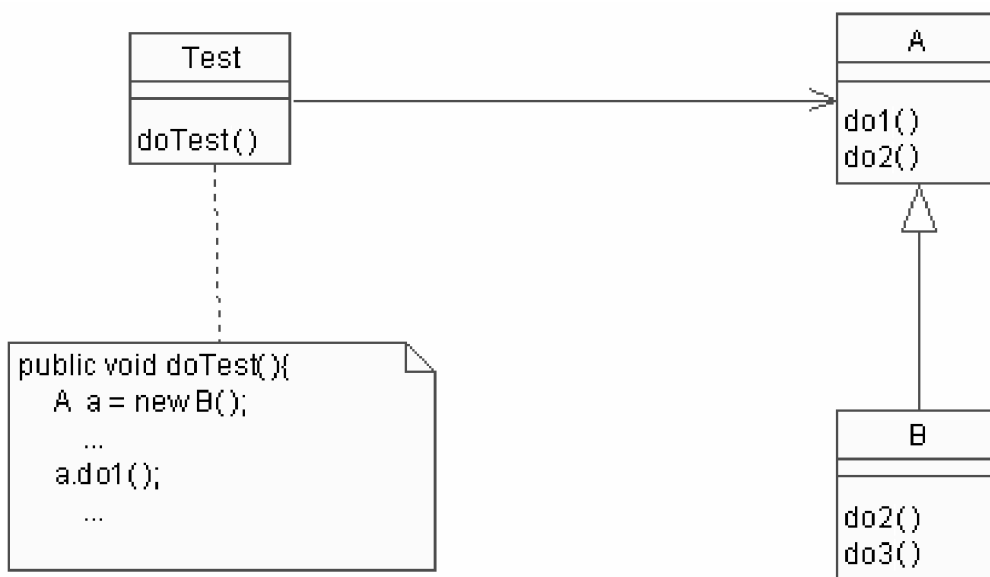 Test
doTest()
A
do1()
do2()
public void doTest(){
A a = new B();
...
a.do1();
...
B
do2()
do3()